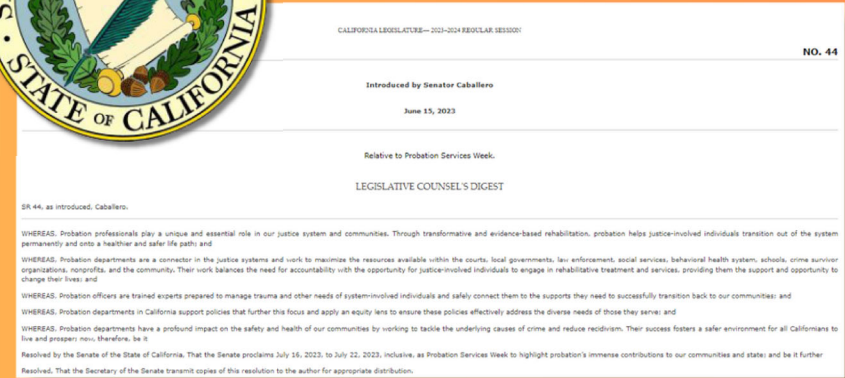 STATE OF CALIFORNIA
CALIFORNIA LEGISLATURE— 2023–2024 REGULAR SESSION
NO. 44
Introduced by Senator Caballero
June 15, 2023
Relative to Probation Services Week.
LEGISLATIVE COUNSEL'S DIGEST
SR 44, as introduced, Caballero.
WHEREAS, Probation professionals play a unique and essential role in our justice system and communities. Through transformative and evidence-based rehabilitation, probation helps justice-involved individuals transition out of the system
permanently and onto a healthier and safer life path; and
WHEREAS, Probation departments are a connector in the justice systems and work to maximize the resources available within the courts, local governments, law enforcement, social services, behavioral health system, schools, crime survivor
organizations, nonprofits, and the community. Their work balances the need for accountability with the opportunity for justice-involved individuals to engage in rehabilitative treatment and services, providing them the support and opportunity to
change their lives; and
WHEREAS, Probation officers are trained experts prepared to manage trauma and other needs of system-involved individuals and safely connect them to the supports they need to successfully transition back to our communities; and
WHEREAS, Probation departments in California support policies that further this focus and apply an equity lens to ensure these policies effectively address the diverse needs of those they serve; and
WHEREAS, Probation departments have a profound impact on the safety and health of our communities by working to tackle the underlying causes of crime and reduce recidivism. Their success fosters a safer environment for all Californians to
live and prosper; now, therefore, be it
Resolved by the Senate of the State of California, That the Senate proclaims July 16, 2023, to July 22, 2023, inclusive, as Probation Services Week to highlight probation's immense contributions to our communities and state; and be it further
Resolved, That the Secretary of the Senate transmit copies of this resolution to the author for appropriate distribution.